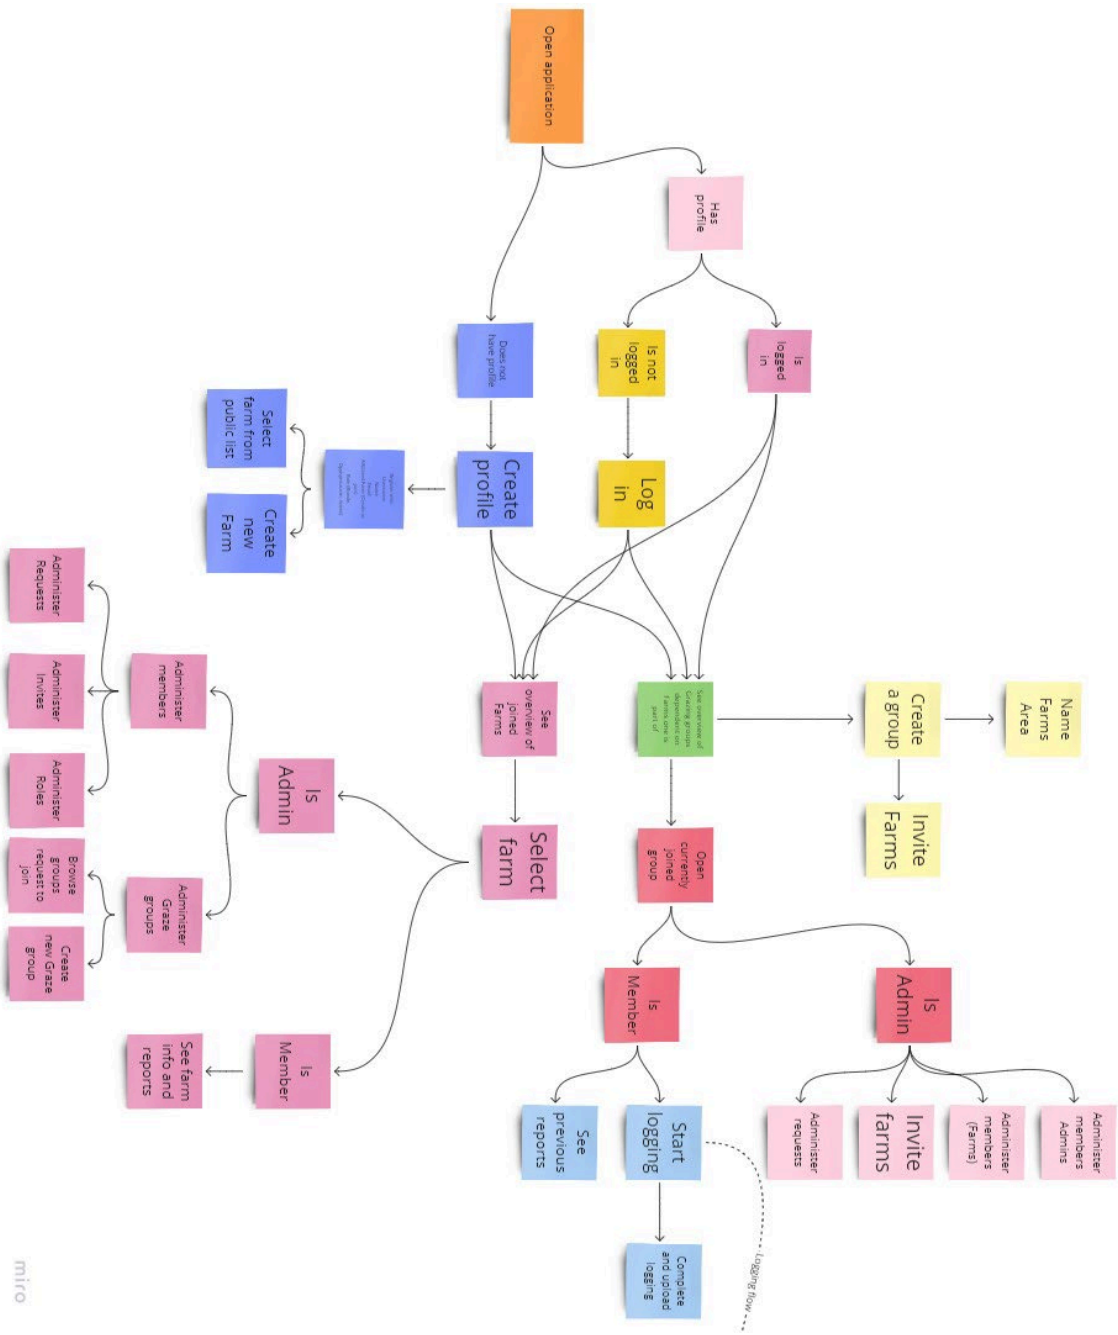 Open application
Has
profile
Is
logged
in
Is not
logged
in
Log
in
Does not
have profile
Create
profile
Select
farm from
public list
Create
new
Farm
Name
Farms
Area
Create
a group
Invite
Farms
See overview of
Grazing groups
dependent on
Farms one is
part of
Open
currently
joined
group
Is
Admin
Administer
members
Admins
Administer
members
(Farms)
Invite
farms
Administer
requests
Is
Member
Start
logging
See
previous
reports
Complete
and upload
logging
Logging flow
See
overview of
joined
Farms
Select
farm
Is
Admin
Is
Member
Administer
members
Administer
Graze
groups
See farm
info and
reports
Administer
Requests
Administer
Invites
Administer
Roles
Browse
groups
request to
join
Create
new Graze
group
miro